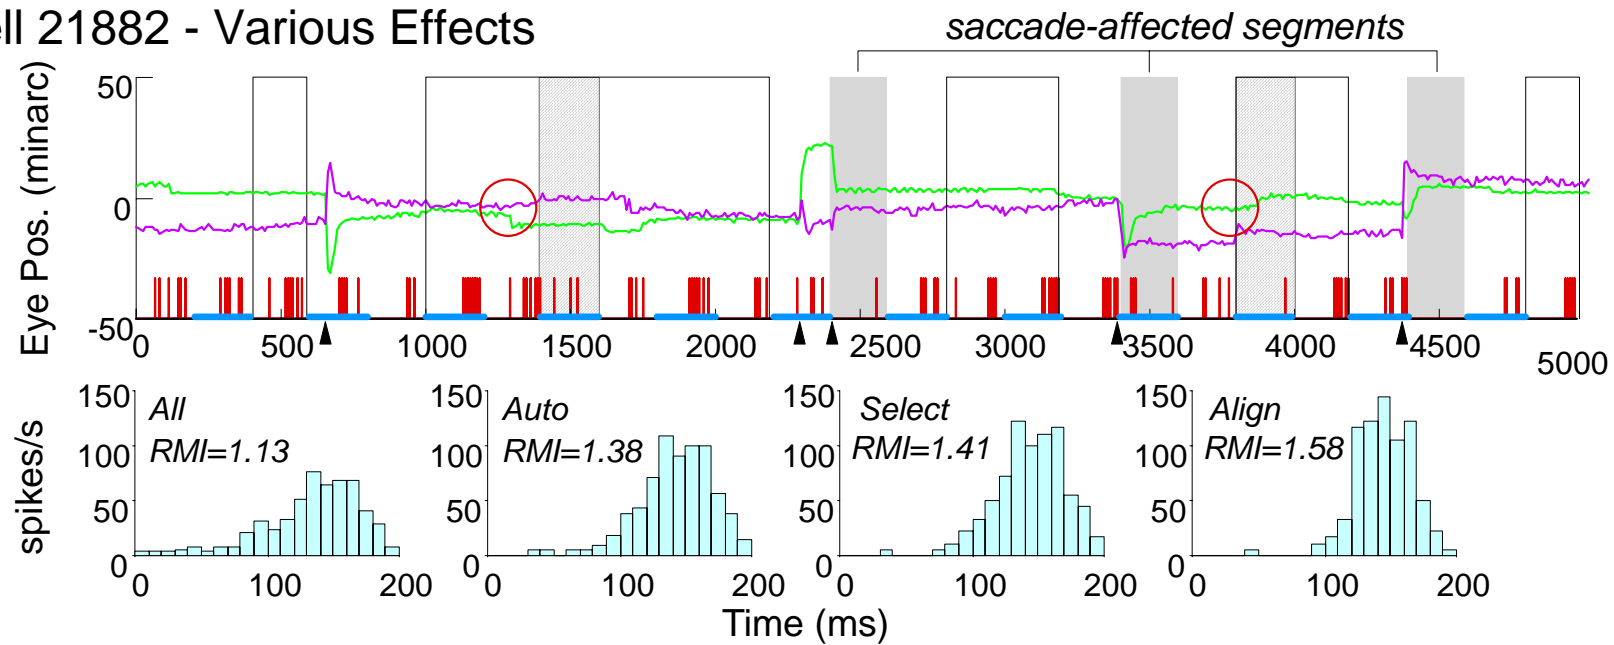 ll 21882 - Various Effects
saccade-affected segments
Eye Pos. (minarc)
50
0
-50
0 500 1000 1500 2000 2500 3000 3500 4000 4500 5000
spikes/s
150 150 150 150
All Auto Select Align
RMI=1.13 RMI=1.38 RMI=1.41 RMI=1.58
100 100 100 100
50 50 50 50
0 0 0 0
0 100 200 0 100 200 0 100 200 0 100 200
Time (ms)